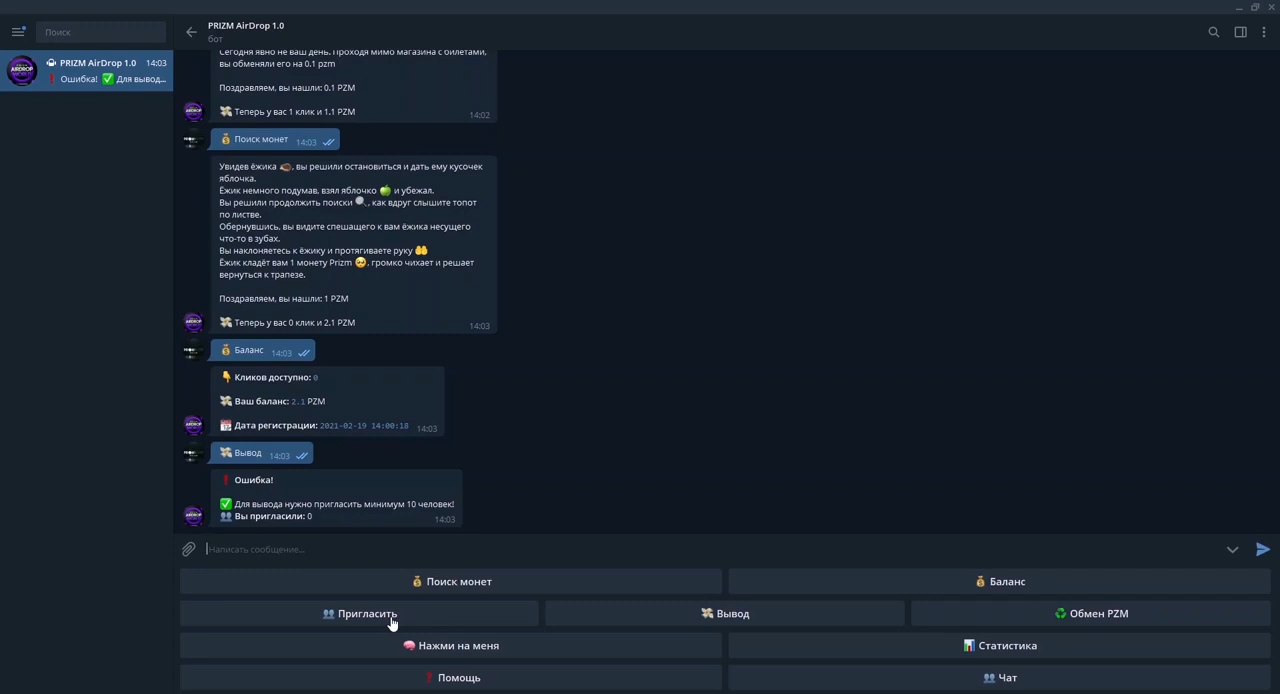 Поиск
PRIZM AirDrop 1.0
бот
PRIZM AirDrop 1.0 14:03
❗ Ошибка! ✅ Для вывод...
Сегодня явно не ваш день. Проходя мимо магазина с билетами,
вы обменяли его на 0.1 pzm
Поздравляем, вы нашли: 0.1 PZM
💸 Теперь у вас 1 клик и 1.1 PZM
14:02
💰 Поиск монет 14:03
Увидев ёжика 🦔, вы решили остановиться и дать ему кусочек
яблочка.
Ёжик немного подумав, взял яблочко 🍏 и убежал.
Вы решили продолжить поиски 🔍, как вдруг слышите топот
по листве.
Обернувшись, вы видите спешащего к вам ёжика несущего
что-то в зубах.
Вы наклоняетесь к ёжику и протягиваете руку 🤲
Ёжик кладёт вам 1 монету Prizm 🥺, громко чихает и решает
вернуться к трапезе.
Поздравляем, вы нашли: 1 PZM
💸 Теперь у вас 0 клик и 2.1 PZM
14:03
💰 Баланс 14:03
👇 Кликов доступно: 0
💸 Ваш баланс: 2.1 PZM
📆 Дата регистрации: 2021-02-19 14:00:18 14:03
💸 Вывод 14:03
❗ Ошибка!
✅ Для вывода нужно пригласить минимум 10 человек!
👥 Вы пригласили: 0
14:03
Написать сообщение...
💰 Поиск монет
💰 Баланс
👥 Пригласить
💸 Вывод
♻️ Обмен PZM
🧠 Нажми на меня
📊 Статистика
❗ Помощь
👥 Чат